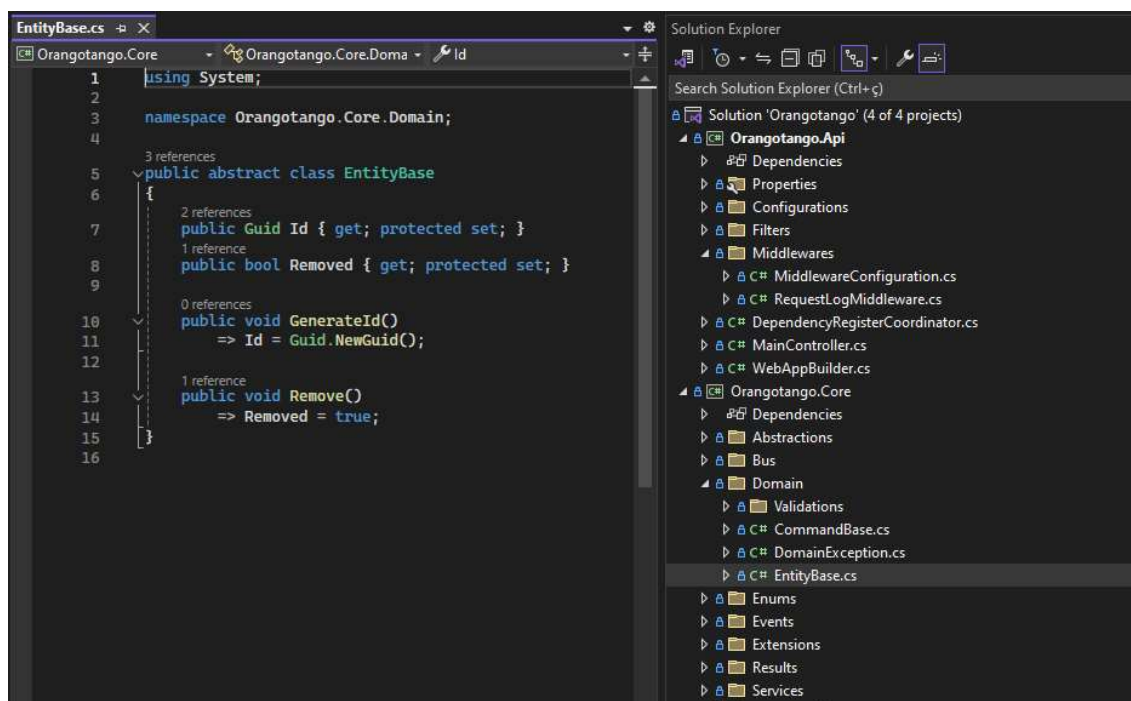 EntityBase.cs
Orangotango.Core
Orangotango.Core.Doma
Id
1 using System;
2
3 namespace Orangotango.Core.Domain;
4
3 references
5 public abstract class EntityBase
6 {
2 references
7 public Guid Id { get; protected set; }
1 reference
8 public bool Removed { get; protected set; }
9
0 references
10 public void GenerateId()
11 => Id = Guid.NewGuid();
12
1 reference
13 public void Remove()
14 => Removed = true;
15 }
16
Solution Explorer
Search Solution Explorer (Ctrl+ç)
Solution 'Orangotango' (4 of 4 projects)
C# Orangotango.Api
Dependencies
Properties
Configurations
Filters
Middlewares
C# MiddlewareConfiguration.cs
C# RequestLogMiddleware.cs
C# DependencyRegisterCoordinator.cs
C# MainController.cs
C# WebAppBuilder.cs
C# Orangotango.Core
Dependencies
Abstractions
Bus
Domain
Validations
C# CommandBase.cs
C# DomainException.cs
C# EntityBase.cs
Enums
Events
Extensions
Results
Services